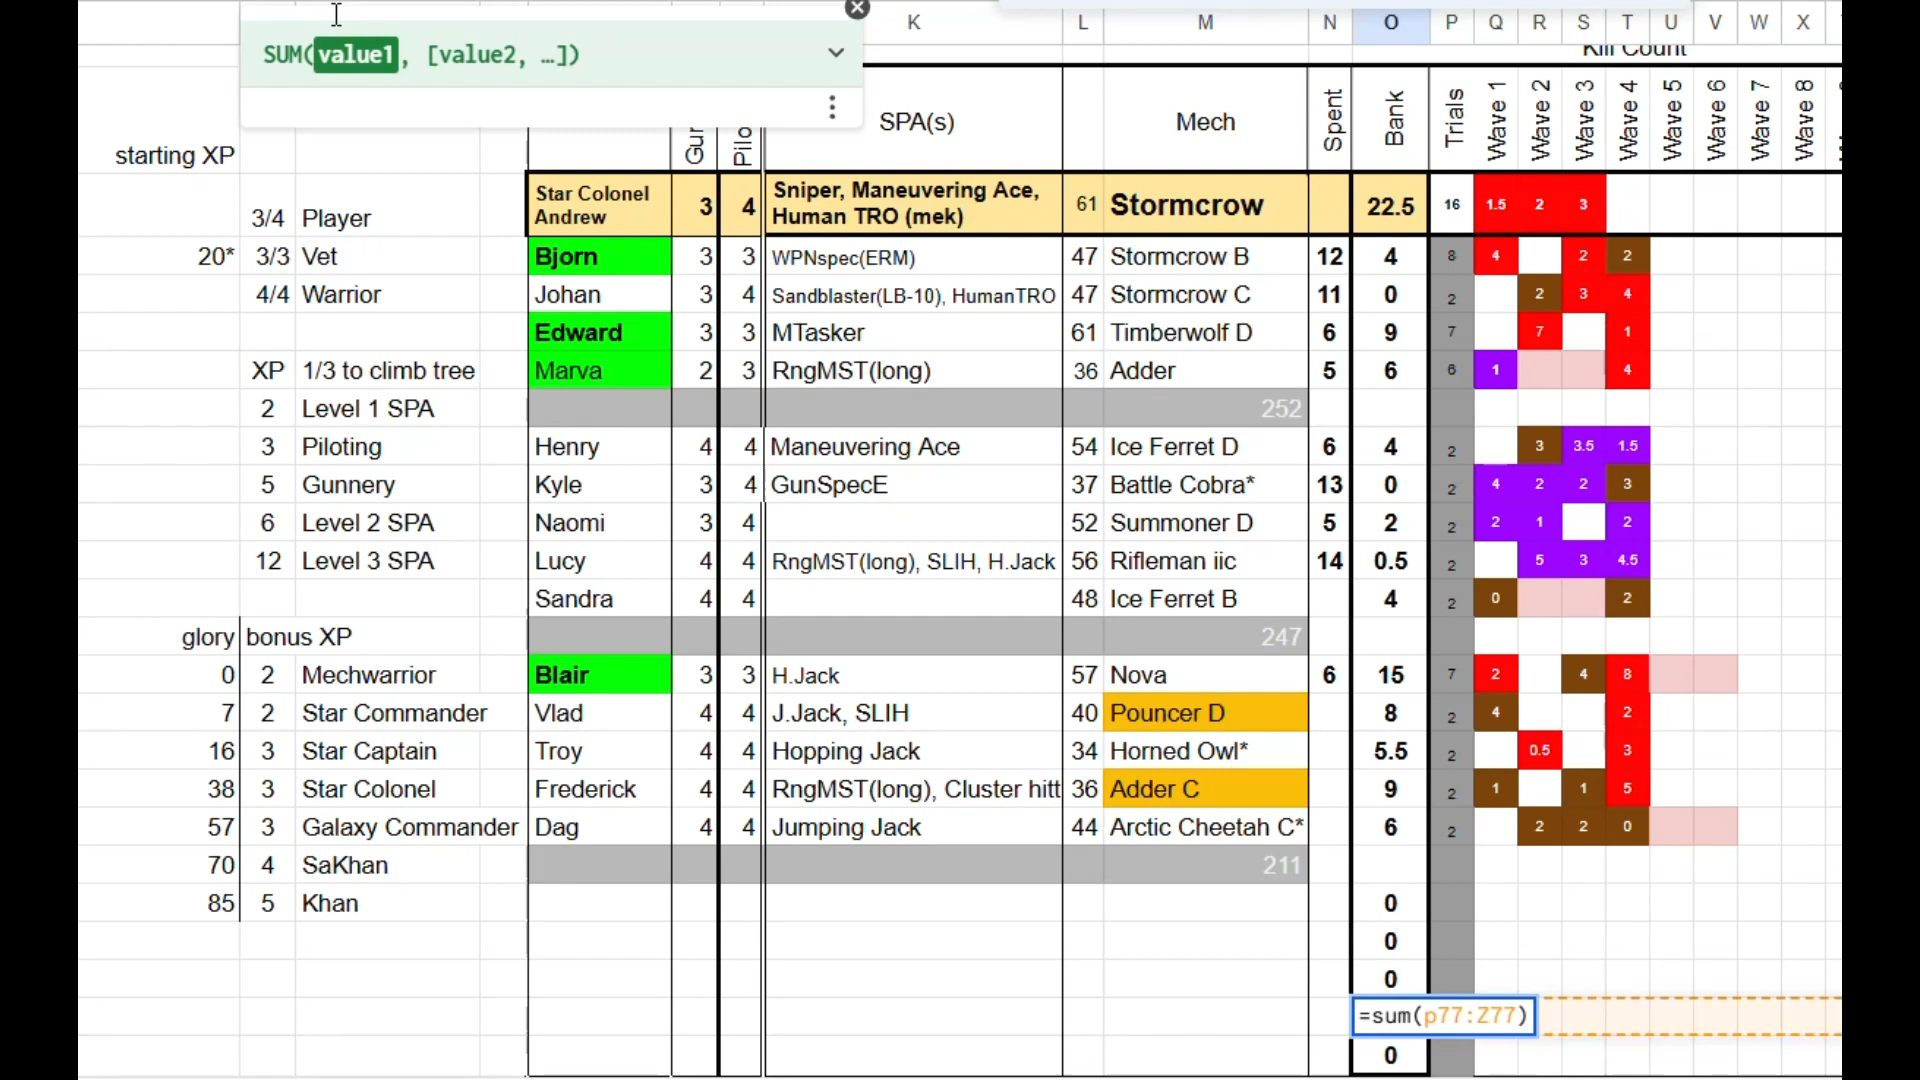 SUM(value1, [value2, …])
K L M N O P Q R S T U V W X
Kill Count
starting XP Gun Pilo SPA(s) Mech Spent Bank Trials Wave 1 Wave 2 Wave 3 Wave 4 Wave 5 Wave 6 Wave 7 Wave 8
3/4 Player Star Colonel Andrew 3 4 Sniper, Maneuvering Ace, Human TRO (mek) 61 Stormcrow 22.5 16 1.5 2 3
20* 3/3 Vet Bjorn 3 3 WPNspec(ERM) 47 Stormcrow B 12 4 8 4 2 2
4/4 Warrior Johan 3 4 Sandblaster(LB-10), HumanTRO 47 Stormcrow C 11 0 2 2 3 4
Edward 3 3 MTasker 61 Timberwolf D 6 9 7 7 1
XP 1/3 to climb tree Marva 2 3 RngMST(long) 36 Adder 5 6 6 1 4
2 Level 1 SPA 252
3 Piloting Henry 4 4 Maneuvering Ace 54 Ice Ferret D 6 4 2 3 3.5 1.5
5 Gunnery Kyle 3 4 GunSpecE 37 Battle Cobra* 13 0 2 4 2 2 3
6 Level 2 SPA Naomi 3 4 52 Summoner D 5 2 2 2 1 2
12 Level 3 SPA Lucy 4 4 RngMST(long), SLIH, H.Jack 56 Rifleman iic 14 0.5 2 5 3 4.5
Sandra 4 4 48 Ice Ferret B 4 2 0 2
glory bonus XP 247
0 2 Mechwarrior Blair 3 3 H.Jack 57 Nova 6 15 7 2 4 8
7 2 Star Commander Vlad 4 4 J.Jack, SLIH 40 Pouncer D 8 2 4 2
16 3 Star Captain Troy 4 4 Hopping Jack 34 Horned Owl* 5.5 2 0.5 3
38 3 Star Colonel Frederick 4 4 RngMST(long), Cluster hitt 36 Adder C 9 2 1 1 5
57 3 Galaxy Commander Dag 4 4 Jumping Jack 44 Arctic Cheetah C* 6 2 2 2 0
70 4 SaKhan 211
85 5 Khan 0
0
0
=sum(p77:Z77)
0